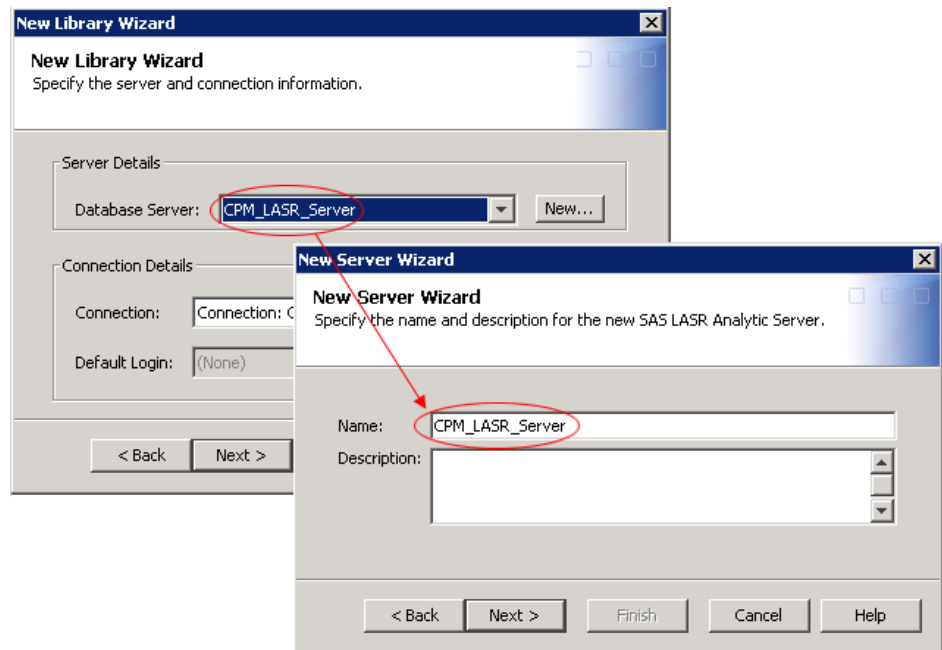 New Library Wizard
New Library Wizard
Specify the server and connection information.
Server Details
Database Server: CPM_LASR_Server New...
Connection Details
Connection: Connection: C
Default Login: (None)
< Back Next >
New Server Wizard
New Server Wizard
Specify the name and description for the new SAS LASR Analytic Server.
Name: CPM_LASR_Server
Description:
< Back Next > Finish Cancel Help